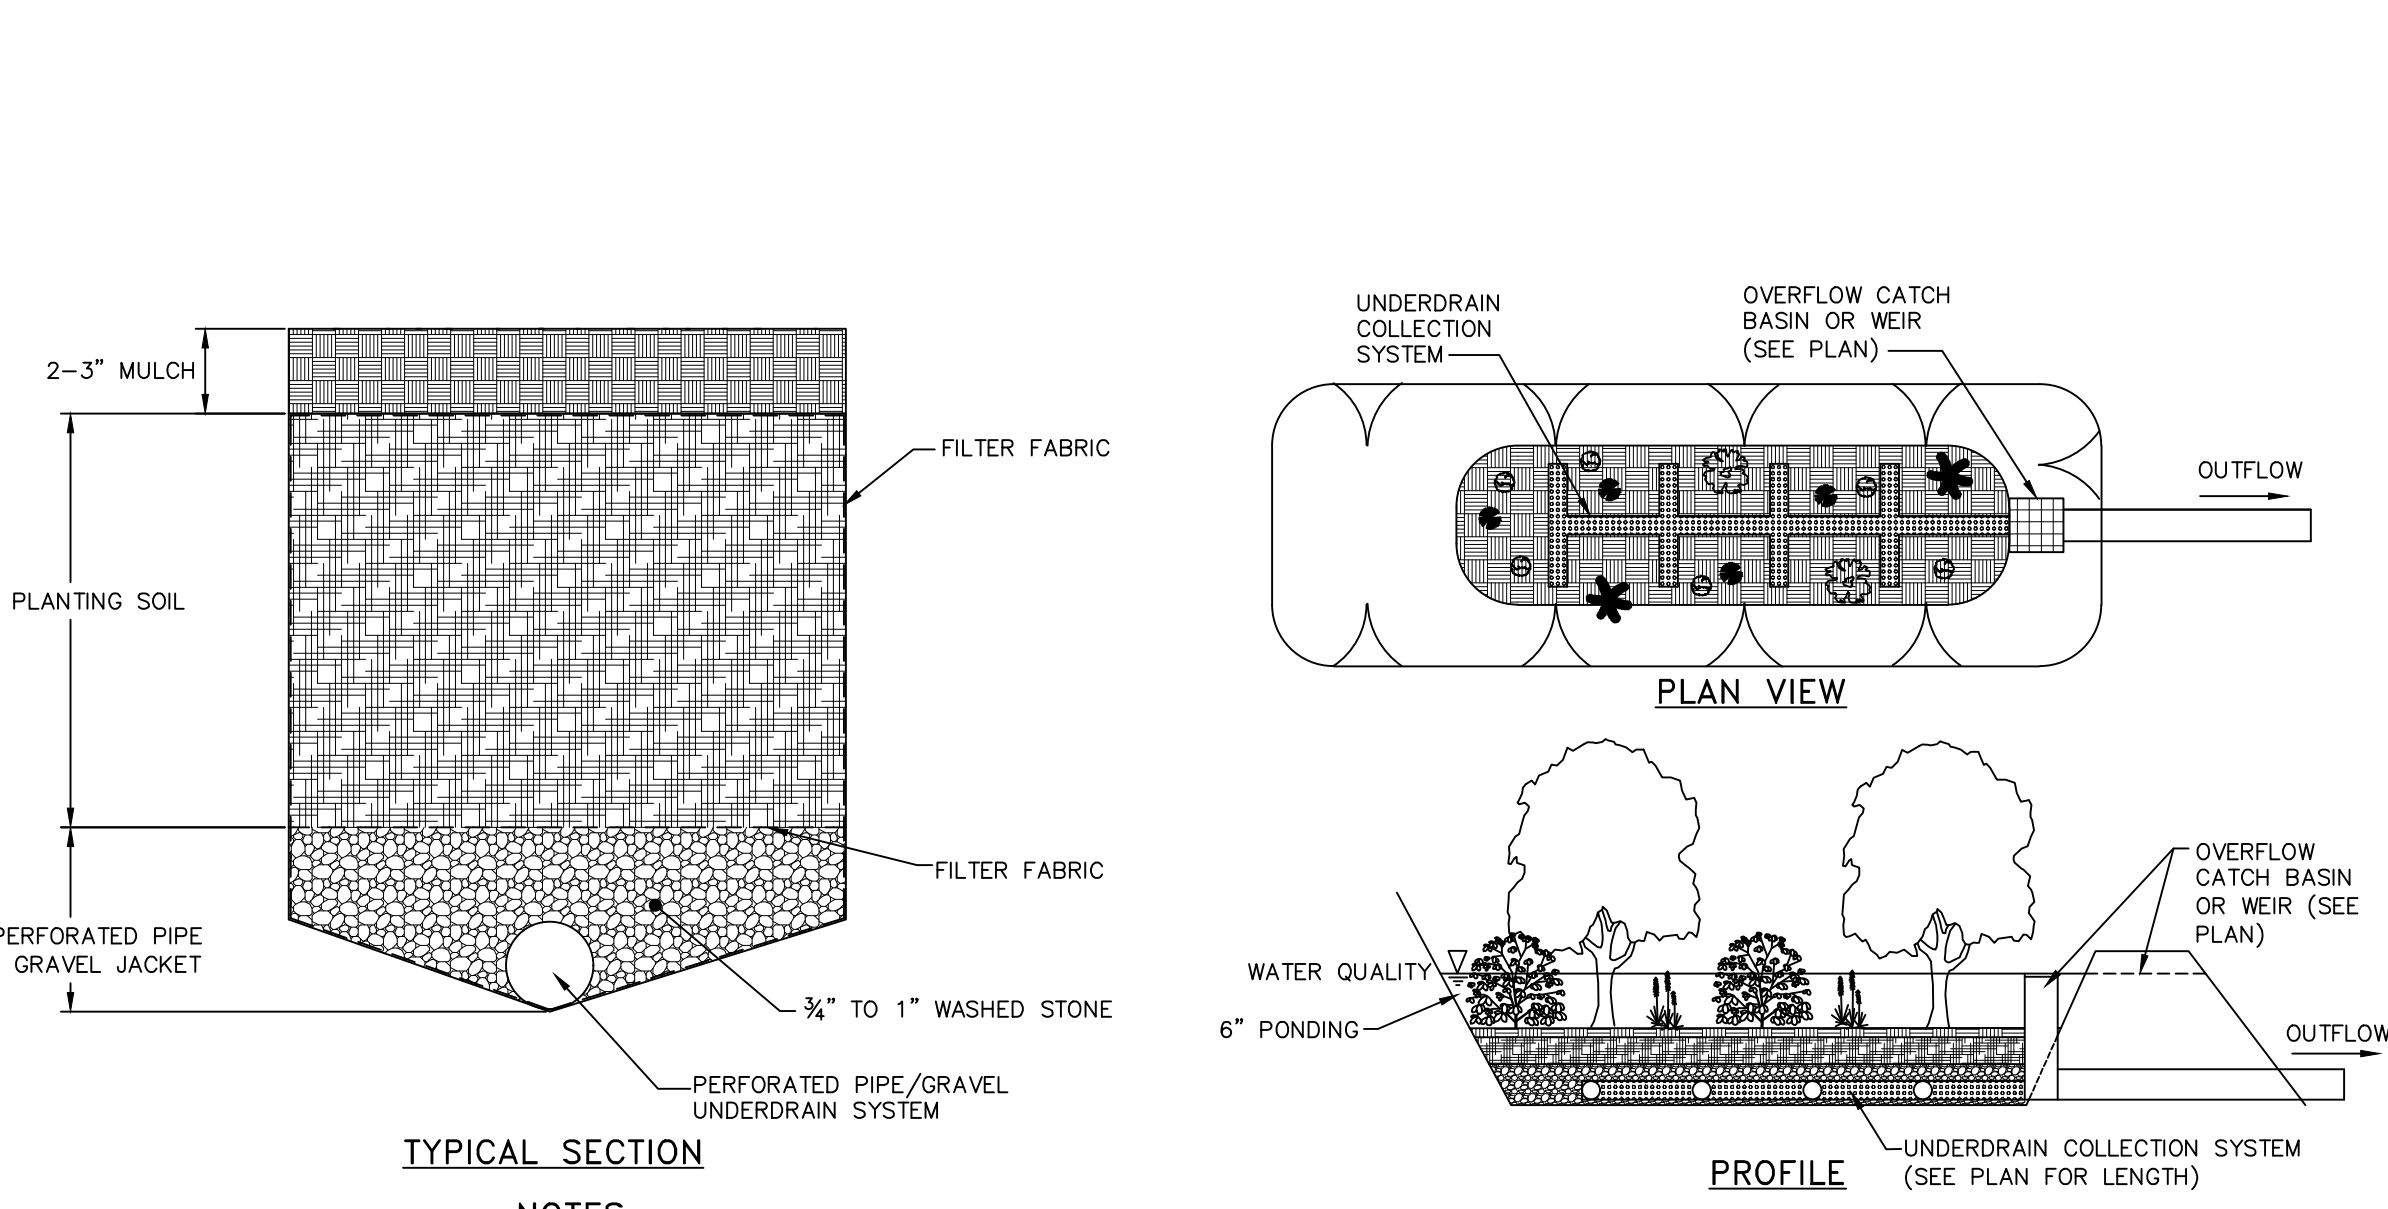 2–3” MULCH
FILTER FABRIC
PLANTING SOIL
FILTER FABRIC
PERFORATED PIPE
GRAVEL JACKET
¾” TO 1” WASHED STONE
PERFORATED PIPE/GRAVEL
UNDERDRAIN SYSTEM
TYPICAL SECTION
NOTES
UNDERDRAIN
COLLECTION
SYSTEM
OVERFLOW CATCH
BASIN OR WEIR
(SEE PLAN)
OUTFLOW
PLAN VIEW
OVERFLOW
CATCH BASIN
OR WEIR (SEE
PLAN)
WATER QUALITY
6” PONDING
OUTFLOW
UNDERDRAIN COLLECTION SYSTEM
(SEE PLAN FOR LENGTH)
PROFILE